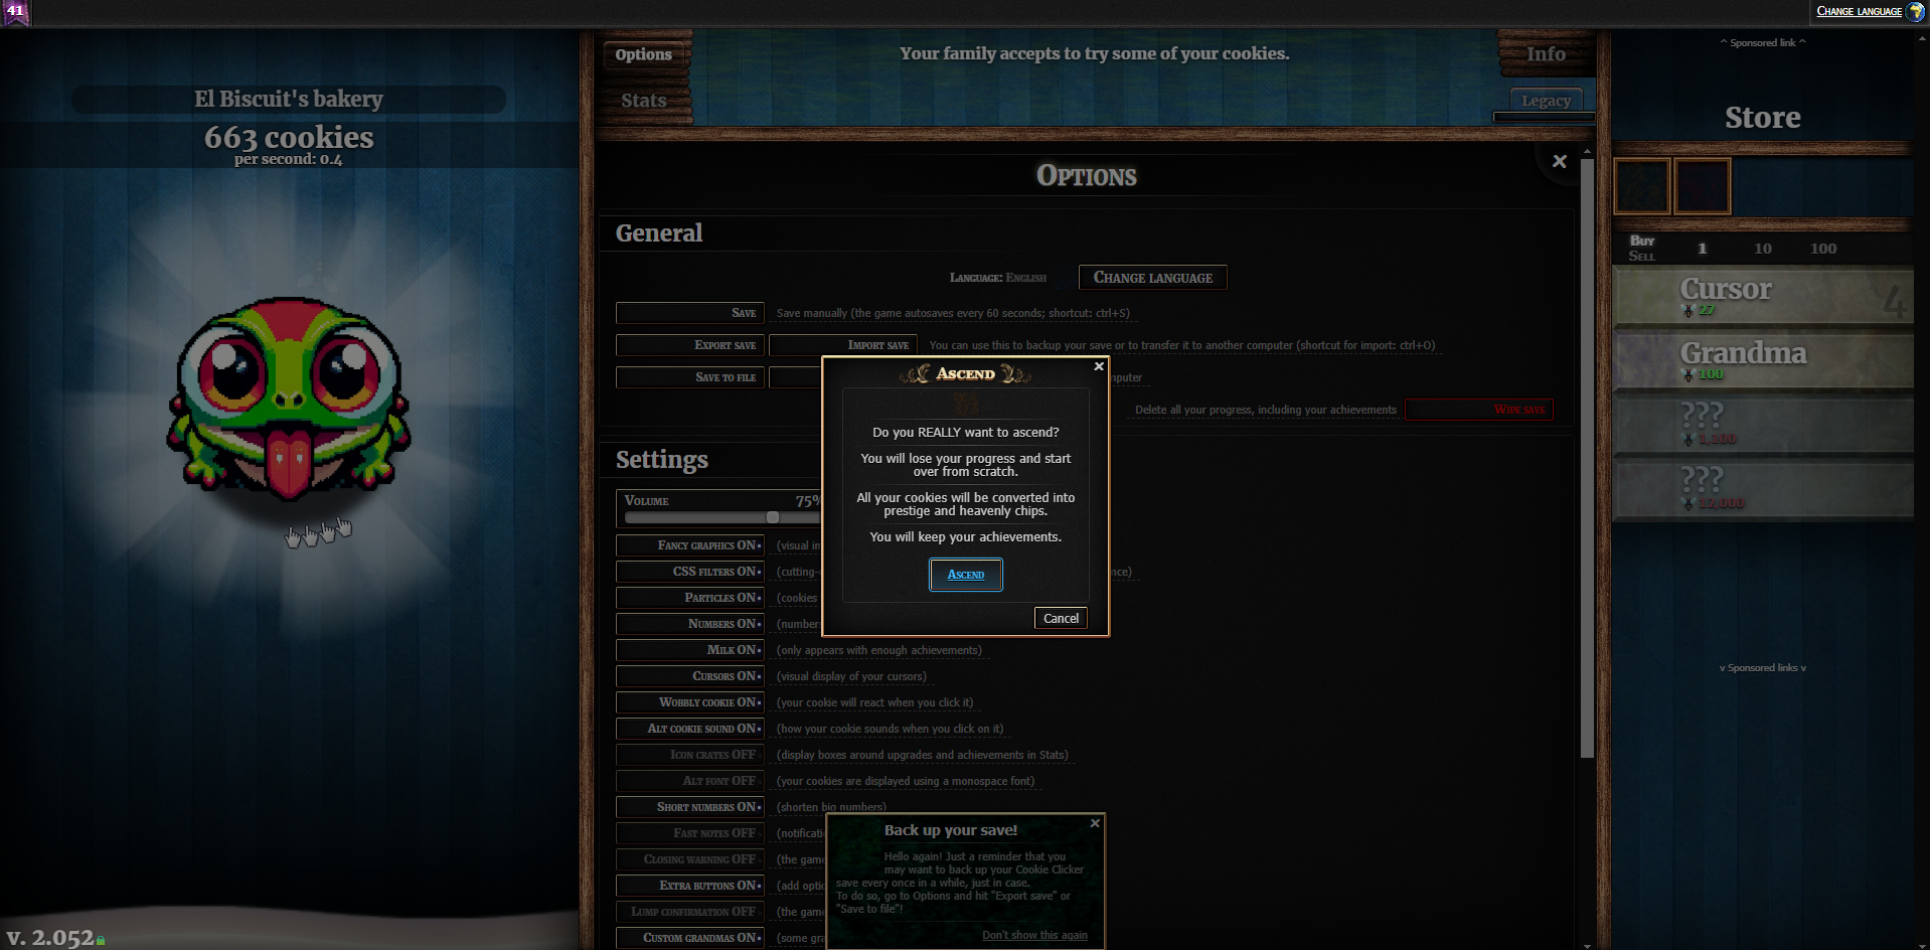 41
Change language
El Biscuit's bakery
663 cookies
per second: 0.4
v. 2.052
Options
Stats
Your family accepts to try some of your cookies.
Info
Legacy
Options
General
Language: English
Change language
Save
Save manually (the game autosaves every 60 seconds; shortcut: ctrl+S)
Export save
Import save
You can use this to backup your save or to transfer it to another computer (shortcut for import: ctrl+O)
Save to file
puter
Delete all your progress, including your achievements
Wipe save
Settings
Volume
75%
Fancy graphics ON
(visual in
CSS filters ON
(cutting-
nce)
Particles ON
(cookies
Numbers ON
(number
Milk ON
(only appears with enough achievements)
Cursors ON
(visual display of your cursors)
Wobbly cookie ON
(your cookie will react when you click it)
Alt cookie sound ON
(how your cookie sounds when you click on it)
Icon crates OFF
(display boxes around upgrades and achievements in Stats)
Alt font OFF
(your cookies are displayed using a monospace font)
Short numbers ON
(shorten big numbers)
Fast notes OFF
(notificati
Closing warning OFF
(the gam
Extra buttons ON
(add optio
Lump confirmation OFF
(the gam
Custom grandmas ON
(some gra
Ascend
Do you REALLY want to ascend?
You will lose your progress and start
over from scratch.
All your cookies will be converted into
prestige and heavenly chips.
You will keep your achievements.
Ascend
Cancel
Back up your save!
Hello again! Just a reminder that you
may want to back up your Cookie Clicker
save every once in a while, just in case.
To do so, go to Options and hit "Export save" or
"Save to file"!
Don't show this again
^ Sponsored link ^
Store
Buy
Sell
1
10
100
Cursor
27
4
Grandma
100
???
1,100
???
12,000
v Sponsored links v